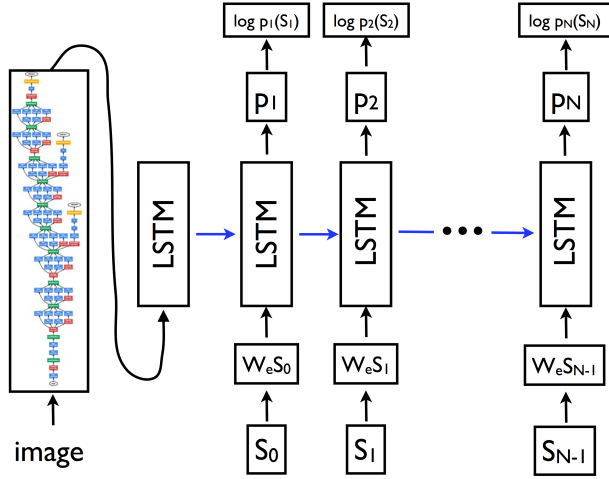 log p₁(S₁) log p₂(S₂) log pN(SN)
p₁ p₂ pN
LSTM LSTM LSTM LSTM
WₑS₀ WₑS₁ WₑSN-1
image S₀ S₁ SN-1